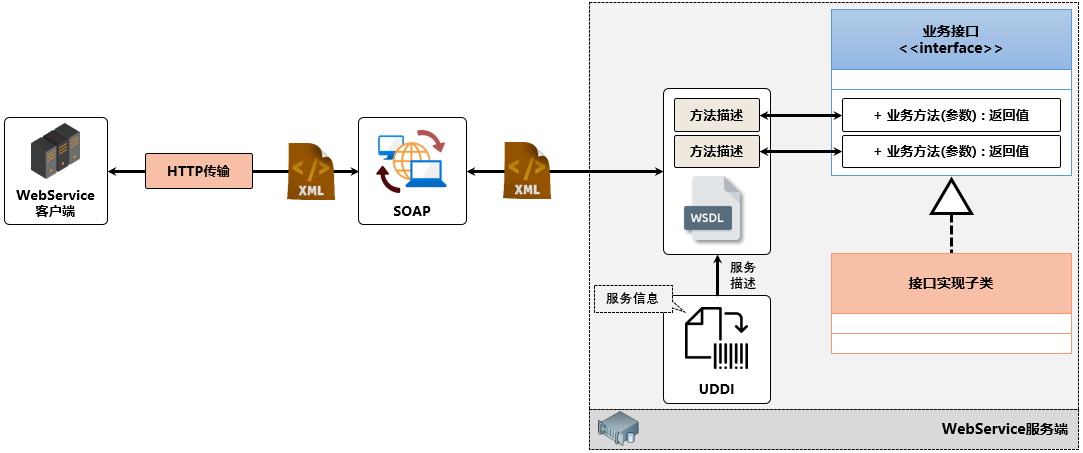 WebService
客户端
HTTP传输
XML
SOAP
XML
方法描述
方法描述
WSDL
服务
描述
服务信息
UDDI
业务接口
<<interface>>
+ 业务方法(参数) : 返回值
+ 业务方法(参数) : 返回值
接口实现子类
WebService服务端